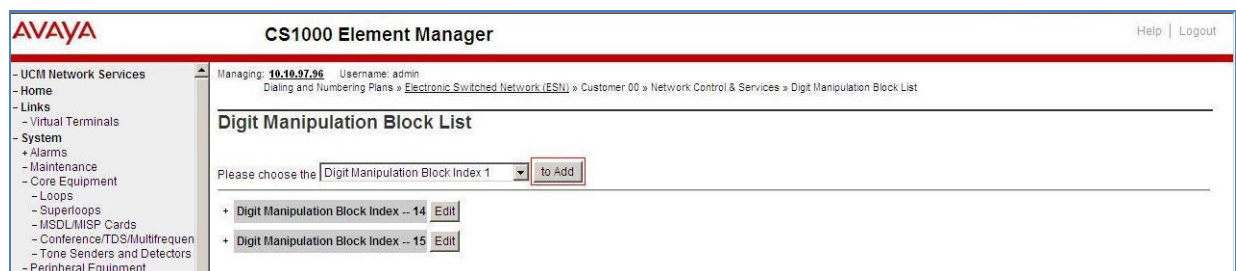 AVAYA
CS1000 Element Manager
Help | Logout
- UCM Network Services
- Home
- Links
- Virtual Terminals
- System
+ Alarms
- Maintenance
- Core Equipment
- Loops
- Superloops
- MSDL/MISP Cards
- Conference/TDS/Multifrequen
- Tone Senders and Detectors
- Peripheral Equipment
Managing: 10.10.97.96 Username: admin
Dialing and Numbering Plans » Electronic Switched Network (ESN) » Customer 00 » Network Control & Services » Digit Manipulation Block List
Digit Manipulation Block List
Please choose the Digit Manipulation Block Index 1 to Add
+ Digit Manipulation Block Index -- 14 Edit
+ Digit Manipulation Block Index -- 15 Edit